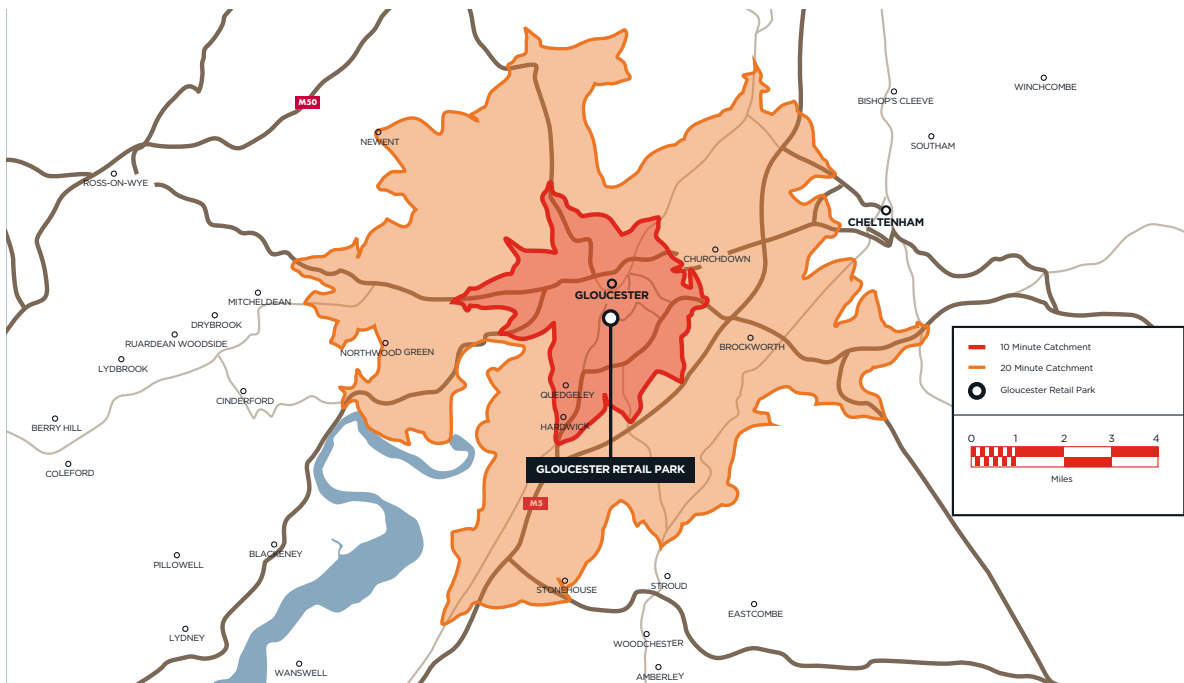 WINCHCOMBE
BISHOP'S CLEEVE
M50
NEWENT
SOUTHAM
ROSS-ON-WYE
CHELTENHAM
CHURCHDOWN
GLOUCESTER
MITCHELDEAN
DRYBROOK
RUARDEAN WOODSIDE
NORTHWOOD GREEN
BROCKWORTH
LYDBROOK
10 Minute Catchment
20 Minute Catchment
Gloucester Retail Park
QUEDGELEY
CINDERFORD
BERRY HILL
HARDWICK
0 1 2 3 4
Miles
COLEFORD
GLOUCESTER RETAIL PARK
M5
BLACKENEY
PILLOWELL
STONEHOUSE
STROUD
EASTCOMBE
LYDNEY
WOODCHESTER
WANSWELL
AMBERLEY